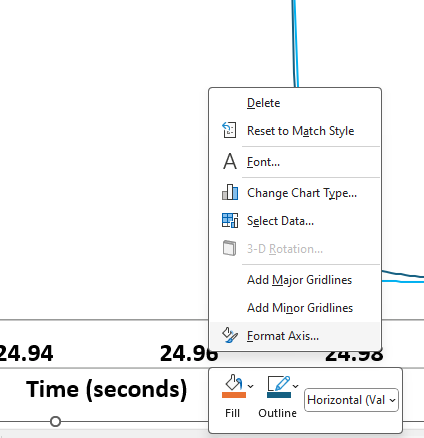 Delete
Reset to Match Style
A Font...
Change Chart Type...
Select Data...
3-D Rotation...
Add Major Gridlines
Add Minor Gridlines
Format Axis...
24.94 24.96 24.98
Time (seconds)
Fill Outline Horizontal (Val